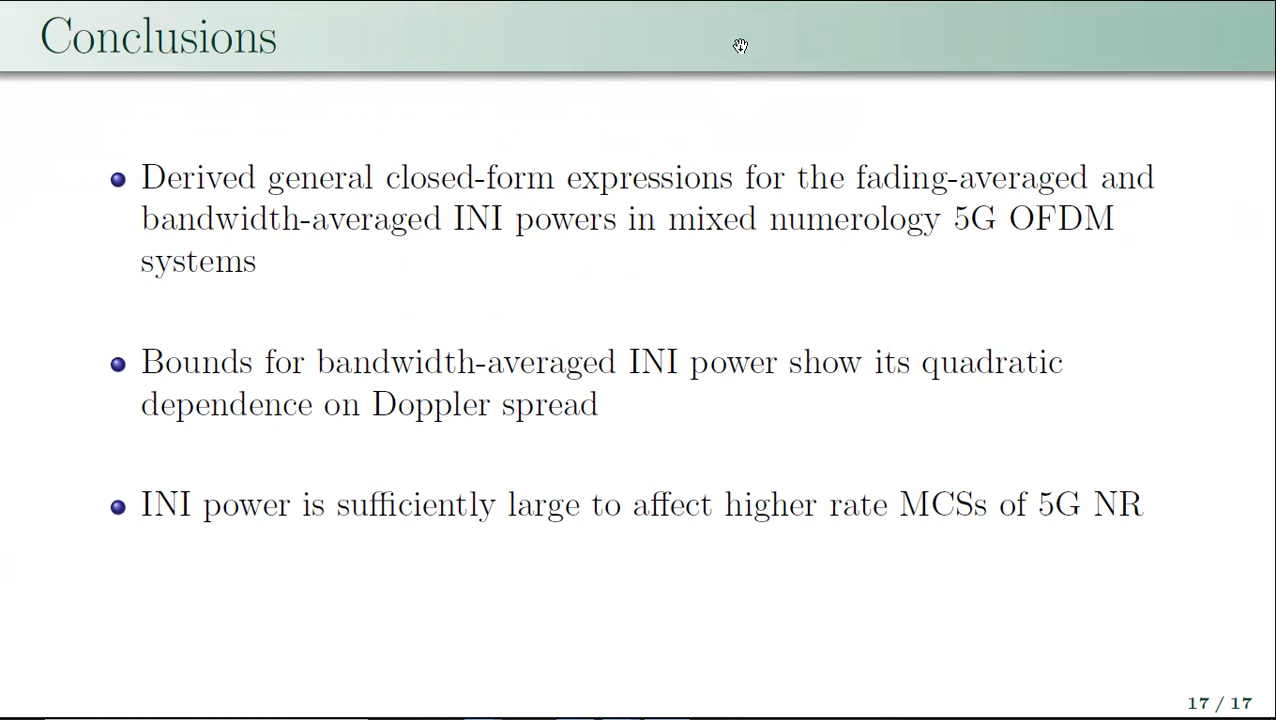 Conclusions
Derived general closed-form expressions for the fading-averaged and
bandwidth-averaged INI powers in mixed numerology 5G OFDM
systems
Bounds for bandwidth-averaged INI power show its quadratic
dependence on Doppler spread
INI power is sufficiently large to affect higher rate MCSs of 5G NR
17 / 17